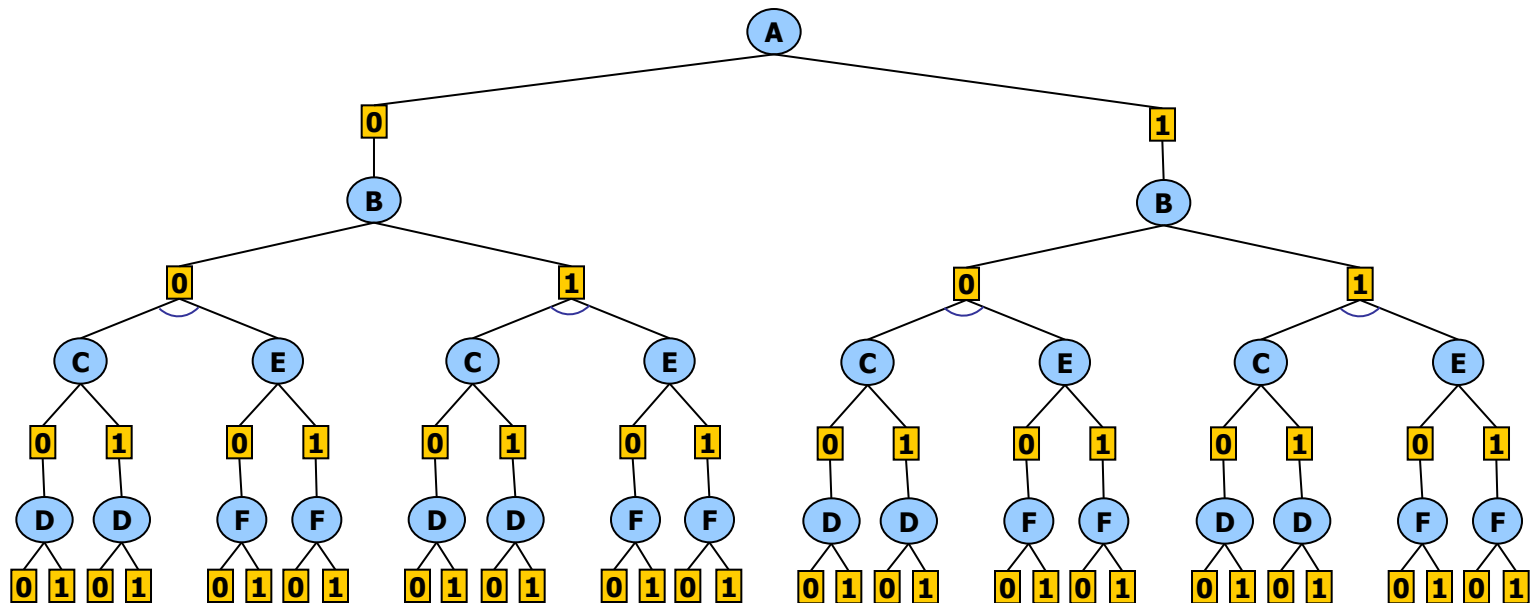 A
0 1
B B
0 1 0 1
C E C E C E C E
0 1 0 1 0 1 0 1 0 1 0 1 0 1 0 1
D D F F D D F F D D F F D D F F
0 1 0 1 0 1 0 1 0 1 0 1 0 1 0 1 0 1 0 1 0 1 0 1 0 1 0 1 0 1 0 1